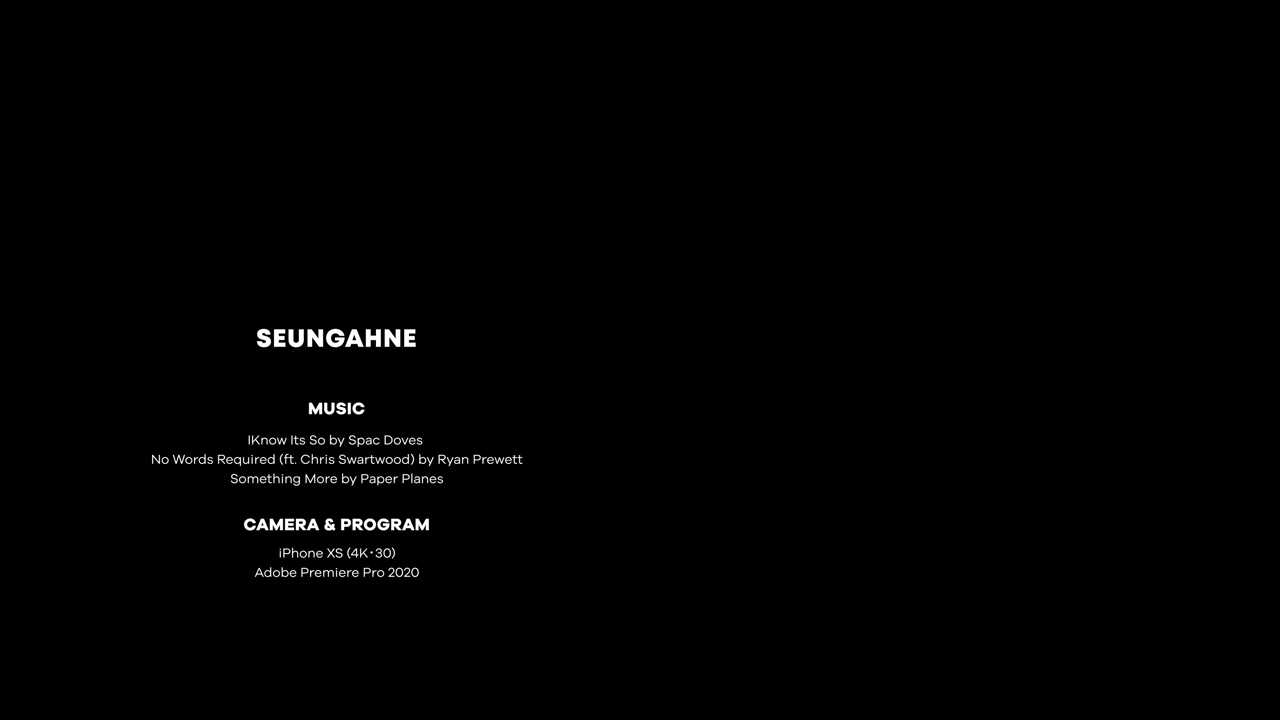 SEUNGAHNE
MUSIC
IKnow Its So by Spac Doves
No Words Required (ft. Chris Swartwood) by Ryan Prewett
Something More by Paper Planes
CAMERA & PROGRAM
iPhone XS (4K･30)
Adobe Premiere Pro 2020